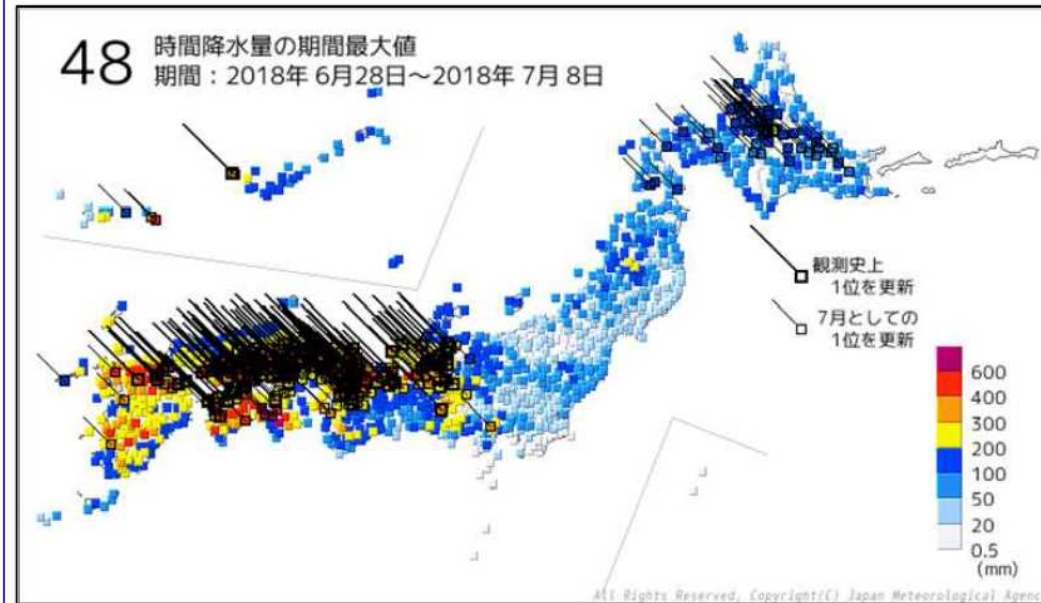 48 時間降水量の期間最大値
期間：2018年 6月28日～2018年 7月 8日
観測史上
1位を更新
7月としての
1位を更新
600
400
300
200
100
50
20
0.5
(mm)
All Rights Reserved, Copyright(C) Japan Meteorological Agenc